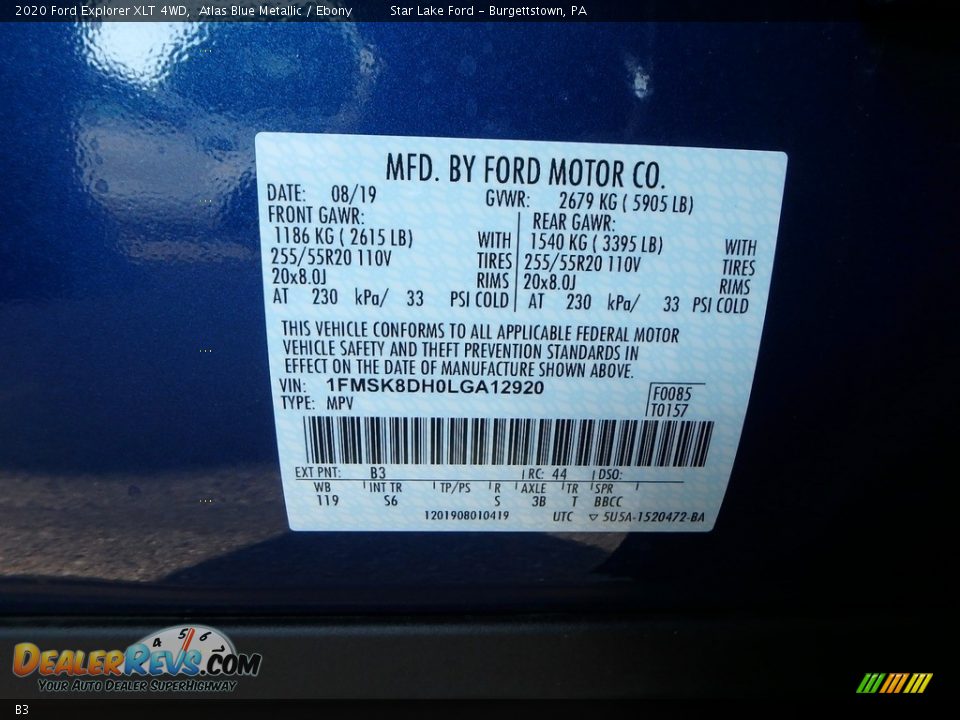 2020 Ford Explorer XLT 4WD, Atlas Blue Metallic / Ebony Star Lake Ford - Burgettstown, PA
MFD. BY FORD MOTOR CO.
DATE: 08/19 GVWR: 2679 KG ( 5905 LB)
FRONT GAWR: REAR GAWR:
1186 KG ( 2615 LB) WITH 1540 KG ( 3395 LB) WITH
255/55R20 110V TIRES 255/55R20 110V TIRES
20x8.0J RIMS 20x8.0J RIMS
AT 230 kPa/ 33 PSI COLD AT 230 kPa/ 33 PSI COLD
THIS VEHICLE CONFORMS TO ALL APPLICABLE FEDERAL MOTOR
VEHICLE SAFETY AND THEFT PREVENTION STANDARDS IN
EFFECT ON THE DATE OF MANUFACTURE SHOWN ABOVE.
VIN: 1FMSK8DH0LGA12920 F0085
TYPE: MPV T0157
EXT PNT: B3 RC: 44 DSO:
WB INT TR TP/PS R AXLE TR SPR
119 S6 S 3B T BBCC
1201908010419 UTC ▽ 5U5A-1520472-BA
4 5 6
DEALERREVS.COM
YOUR AUTO DEALER SUPERHIGHWAY
B3